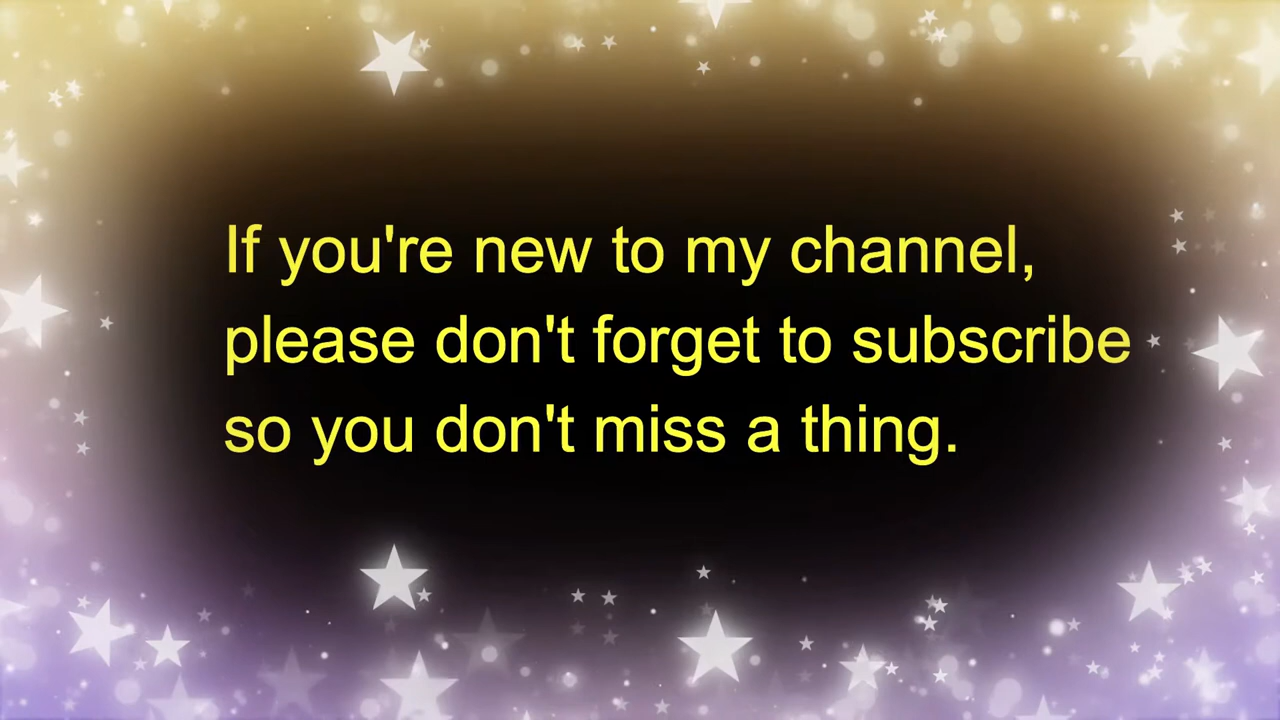 If you're new to my channel,
please don't forget to subscribe
so you don't miss a thing.